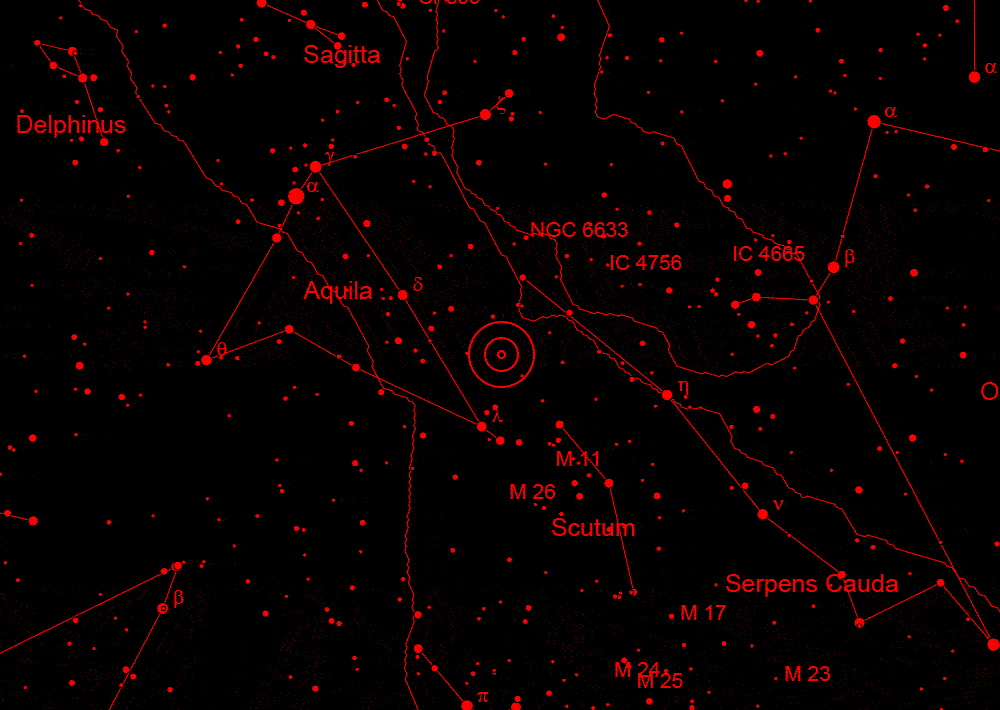 Sagitta
α
ζ
α
Delphinus
γ
α
NGC 6633
IC 4665
β
IC 4756
δ
Aquila
θ
η
O
λ
M 11
M 26
ν
Scutum
Serpens Cauda
β
M 17
M 24
M 23
M 25
π